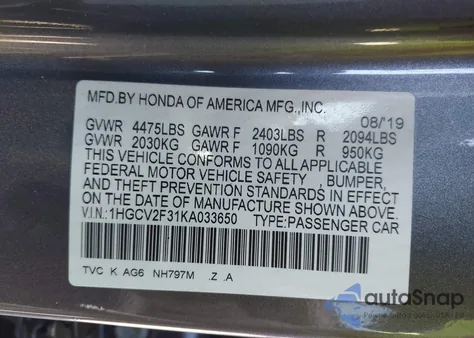 MFD.BY HONDA OF AMERICA MFG.,INC. 08/'19
GVWR 4475LBS GAWR F 2403LBS R 2094LBS
GVWR 2030KG GAWR F 1090KG R 950KG
THIS VEHICLE CONFORMS TO ALL APPLICABLE
FEDERAL MOTOR VEHICLE SAFETY , BUMPER,
AND THEFT PREVENTION STANDARDS IN EFFECT
ON THE DATE OF MANUFACTURE SHOWN ABOVE.
V.I.N:1HGCV2F31KA033650 TYPE:PASSENGER CAR
TVC K AG6 NH797M .Z .A
autoSnap